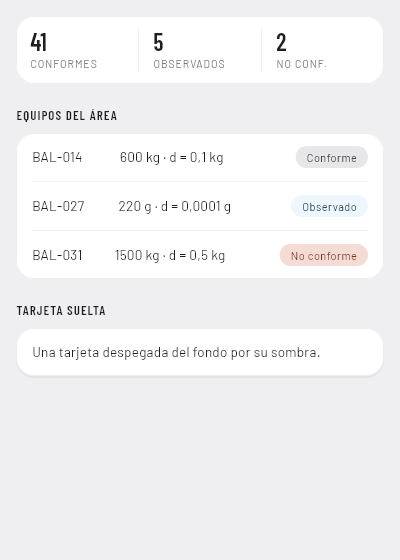 41 5 2
CONFORMES OBSERVADOS NO CONF.
EQUIPOS DEL ÁREA
BAL-014 600 kg · d = 0,1 kg Conforme
BAL-027 220 g · d = 0,0001 g Observado
BAL-031 1500 kg · d = 0,5 kg No conforme
TARJETA SUELTA
Una tarjeta despegada del fondo por su sombra.